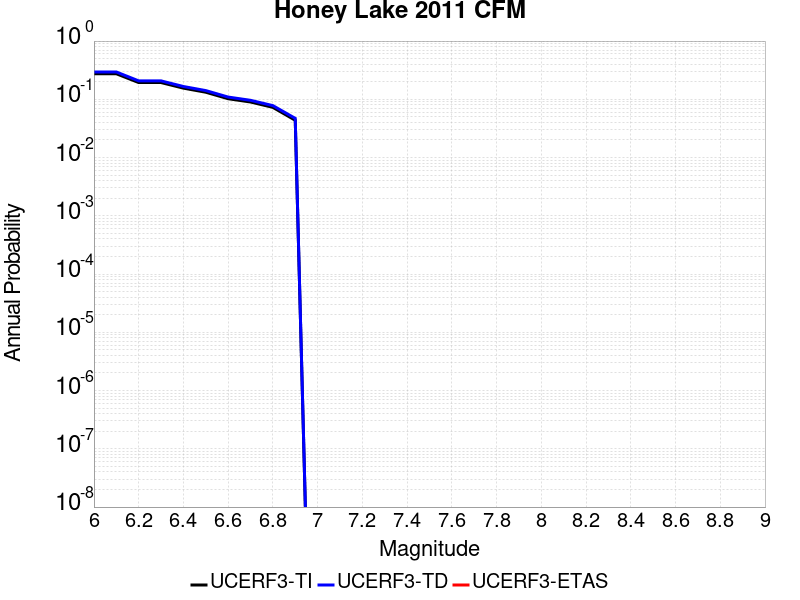 Honey Lake 2011 CFM
10^0
10^-1
10^-2
10^-3
10^-4
10^-5
10^-6
10^-7
10^-8
Annual Probability
6 6.2 6.4 6.6 6.8 7 7.2 7.4 7.6 7.8 8 8.2 8.4 8.6 8.8 9
Magnitude
UCERF3-TI UCERF3-TD UCERF3-ETAS